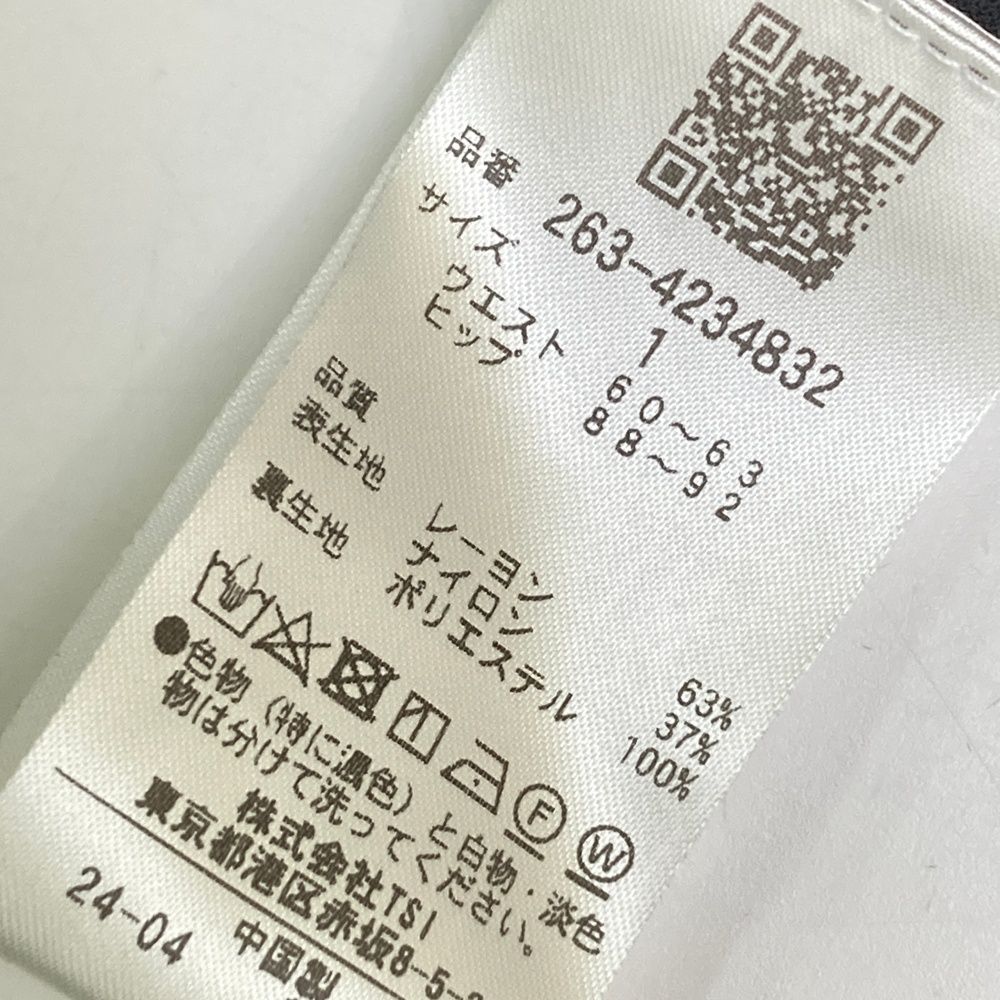 品番 263-4234832
サイズ 1
ウエスト 60~63
ヒップ 88~92
品質
表生地 レーヨン 63%
ナイロン 37%
裏生地 ポリエステル 100%
F W
●色物(特に濃色)と白物・淡色
物は分けて洗ってください。
株式会社TSI
東京都港区赤坂8-5-
24-04 中国製